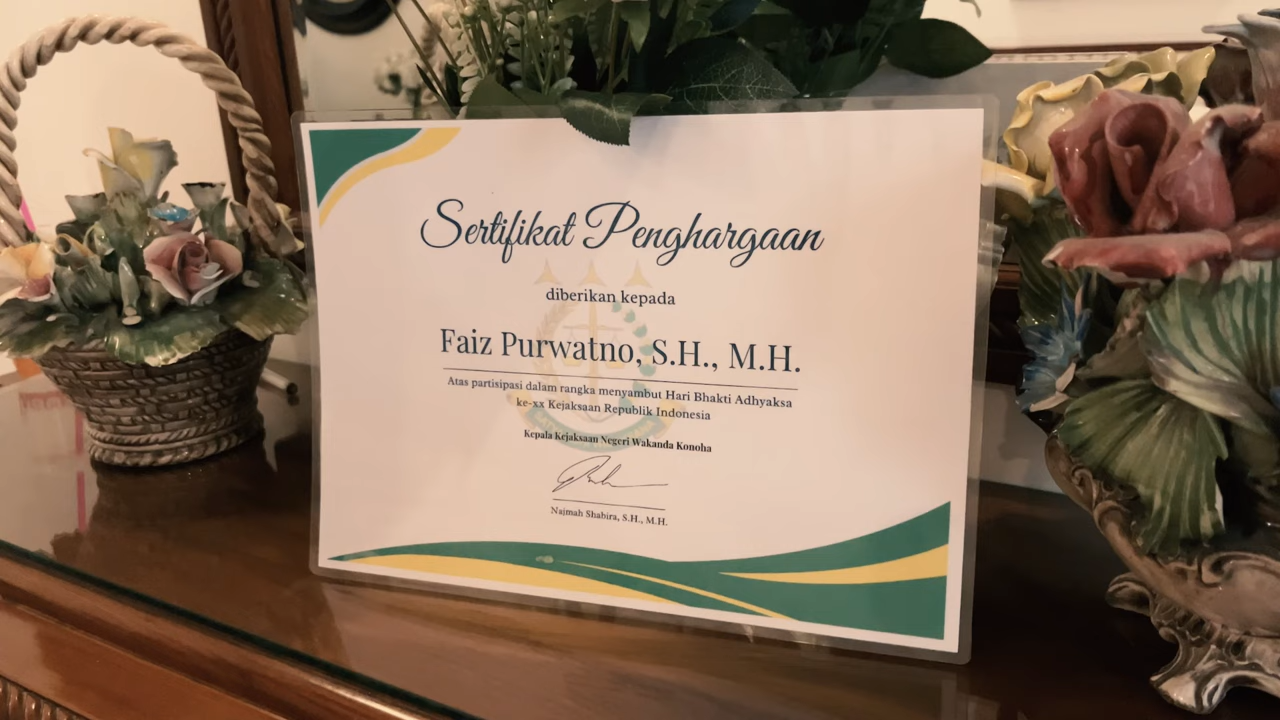 Sertifikat Penghargaan
diberikan kepada
Faiz Purwatno, S.H., M.H.
Atas partisipasi dalam rangka menyambut Hari Bhakti Adhyaksa
ke-xx Kejaksaan Republik Indonesia
Kepala Kejaksaan Negeri Wakanda Konoha
Najmah Shabira, S.H., M.H.